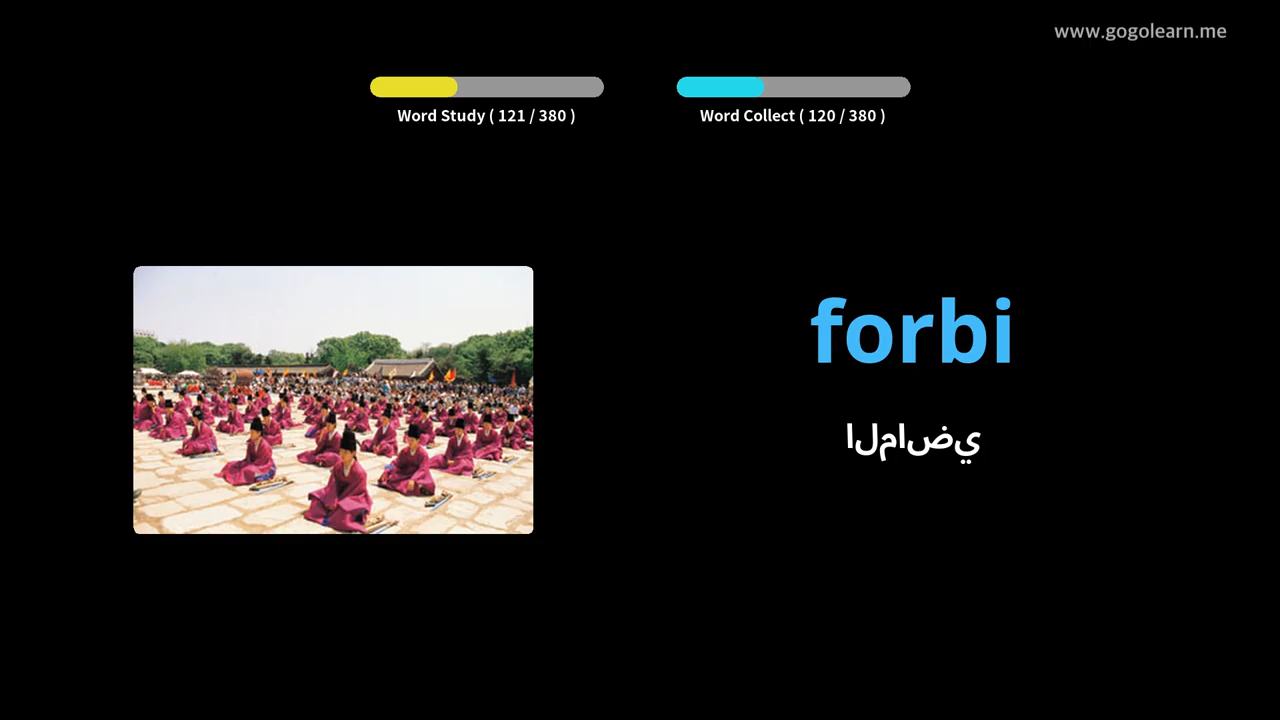 www.gogolearn.me
Word Study ( 121 / 380 )
Word Collect ( 120 / 380 )
forbi
الماضي